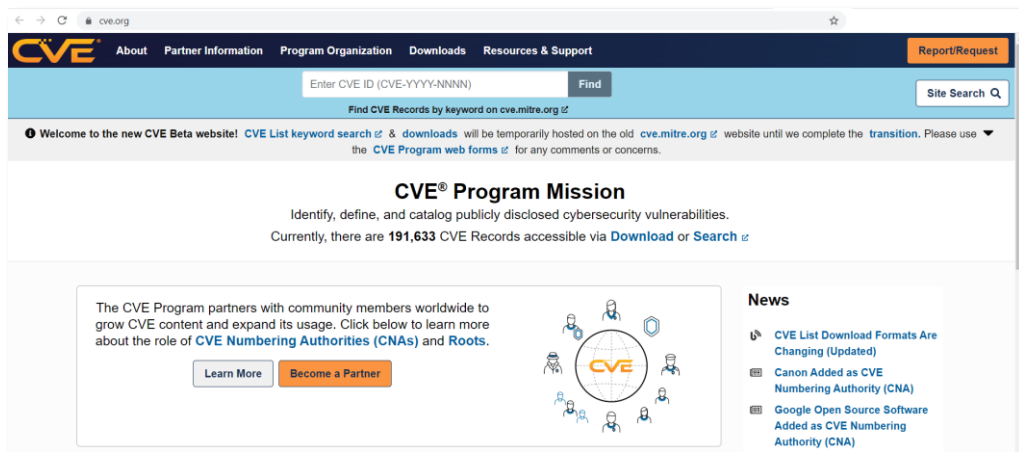 cve.org
CVE® About Partner Information Program Organization Downloads Resources & Support Report/Request
Enter CVE ID (CVE-YYYY-NNNN) Find
Site Search
Find CVE Records by keyword on cve.mitre.org
Welcome to the new CVE Beta website! CVE List keyword search & downloads will be temporarily hosted on the old cve.mitre.org website until we complete the transition. Please use
the CVE Program web forms for any comments or concerns.
CVE® Program Mission
Identify, define, and catalog publicly disclosed cybersecurity vulnerabilities.
Currently, there are 191,633 CVE Records accessible via Download or Search
The CVE Program partners with community members worldwide to
grow CVE content and expand its usage. Click below to learn more
about the role of CVE Numbering Authorities (CNAs) and Roots.
Learn More Become a Partner
CVE
News
CVE List Download Formats Are
Changing (Updated)
Canon Added as CVE
Numbering Authority (CNA)
Google Open Source Software
Added as CVE Numbering
Authority (CNA)